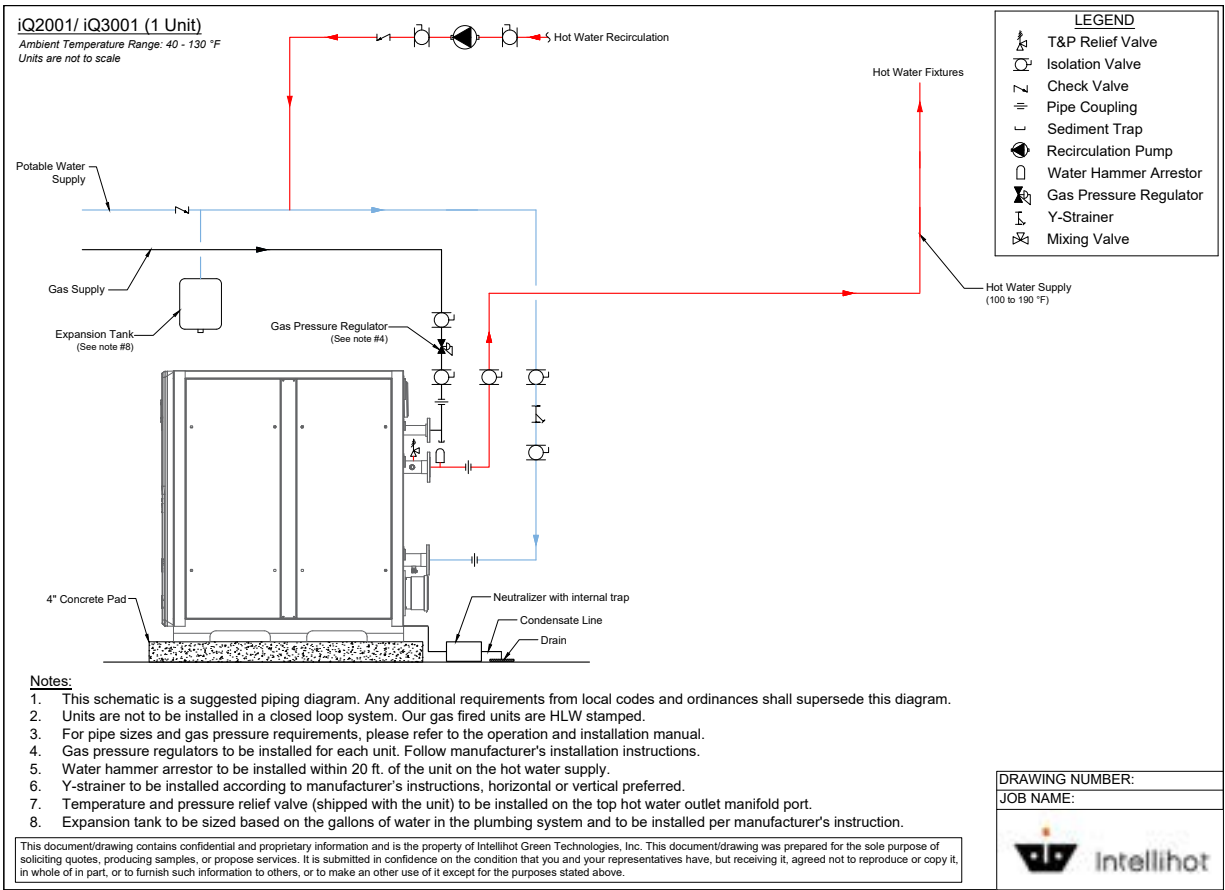 iQ2001/ iQ3001 (1 Unit)
Ambient Temperature Range: 40 - 130 °F
Units are not to scale
Hot Water Recirculation
LEGEND
T&P Relief Valve
Isolation Valve
Check Valve
Pipe Coupling
Sediment Trap
Recirculation Pump
Water Hammer Arrestor
Gas Pressure Regulator
Y-Strainer
Mixing Valve
Hot Water Fixtures
Potable Water
Supply
Gas Supply
Expansion Tank
(See note #8)
Gas Pressure Regulator
(See note #4)
Hot Water Supply
(100 to 190 °F)
4" Concrete Pad
Neutralizer with internal trap
Condensate Line
Drain
Notes:
1. This schematic is a suggested piping diagram. Any additional requirements from local codes and ordinances shall supersede this diagram.
2. Units are not to be installed in a closed loop system. Our gas fired units are HLW stamped.
3. For pipe sizes and gas pressure requirements, please refer to the operation and installation manual.
4. Gas pressure regulators to be installed for each unit. Follow manufacturer's installation instructions.
5. Water hammer arrestor to be installed within 20 ft. of the unit on the hot water supply.
6. Y-strainer to be installed according to manufacturer's instructions, horizontal or vertical preferred.
7. Temperature and pressure relief valve (shipped with the unit) to be installed on the top hot water outlet manifold port.
8. Expansion tank to be sized based on the gallons of water in the plumbing system and to be installed per manufacturer's instruction.
This document/drawing contains confidential and proprietary information and is the property of Intellihot Green Technologies, Inc. This document/drawing was prepared for the sole purpose of
soliciting quotes, producing samples, or propose services. It is submitted in confidence on the condition that you and your representatives have, but receiving it, agreed not to reproduce or copy it,
in whole of in part, or to furnish such information to others, or to make an other use of it except for the purposes stated above.
DRAWING NUMBER:
JOB NAME:
Intellihot